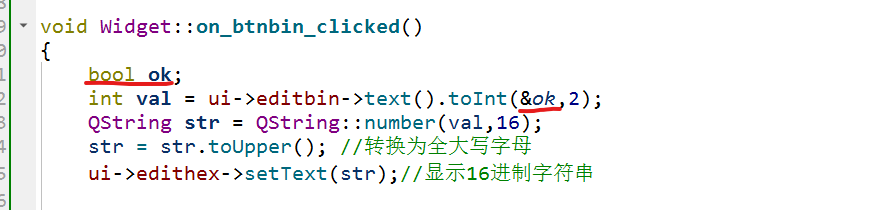 void Widget::on_btnbin_clicked()
{
bool ok;
int val = ui->editbin->text().toInt(&ok,2);
QString str = QString::number(val,16);
str = str.toUpper(); //转换为全大写字母
ui->edithex->setText(str);//显示16进制字符串